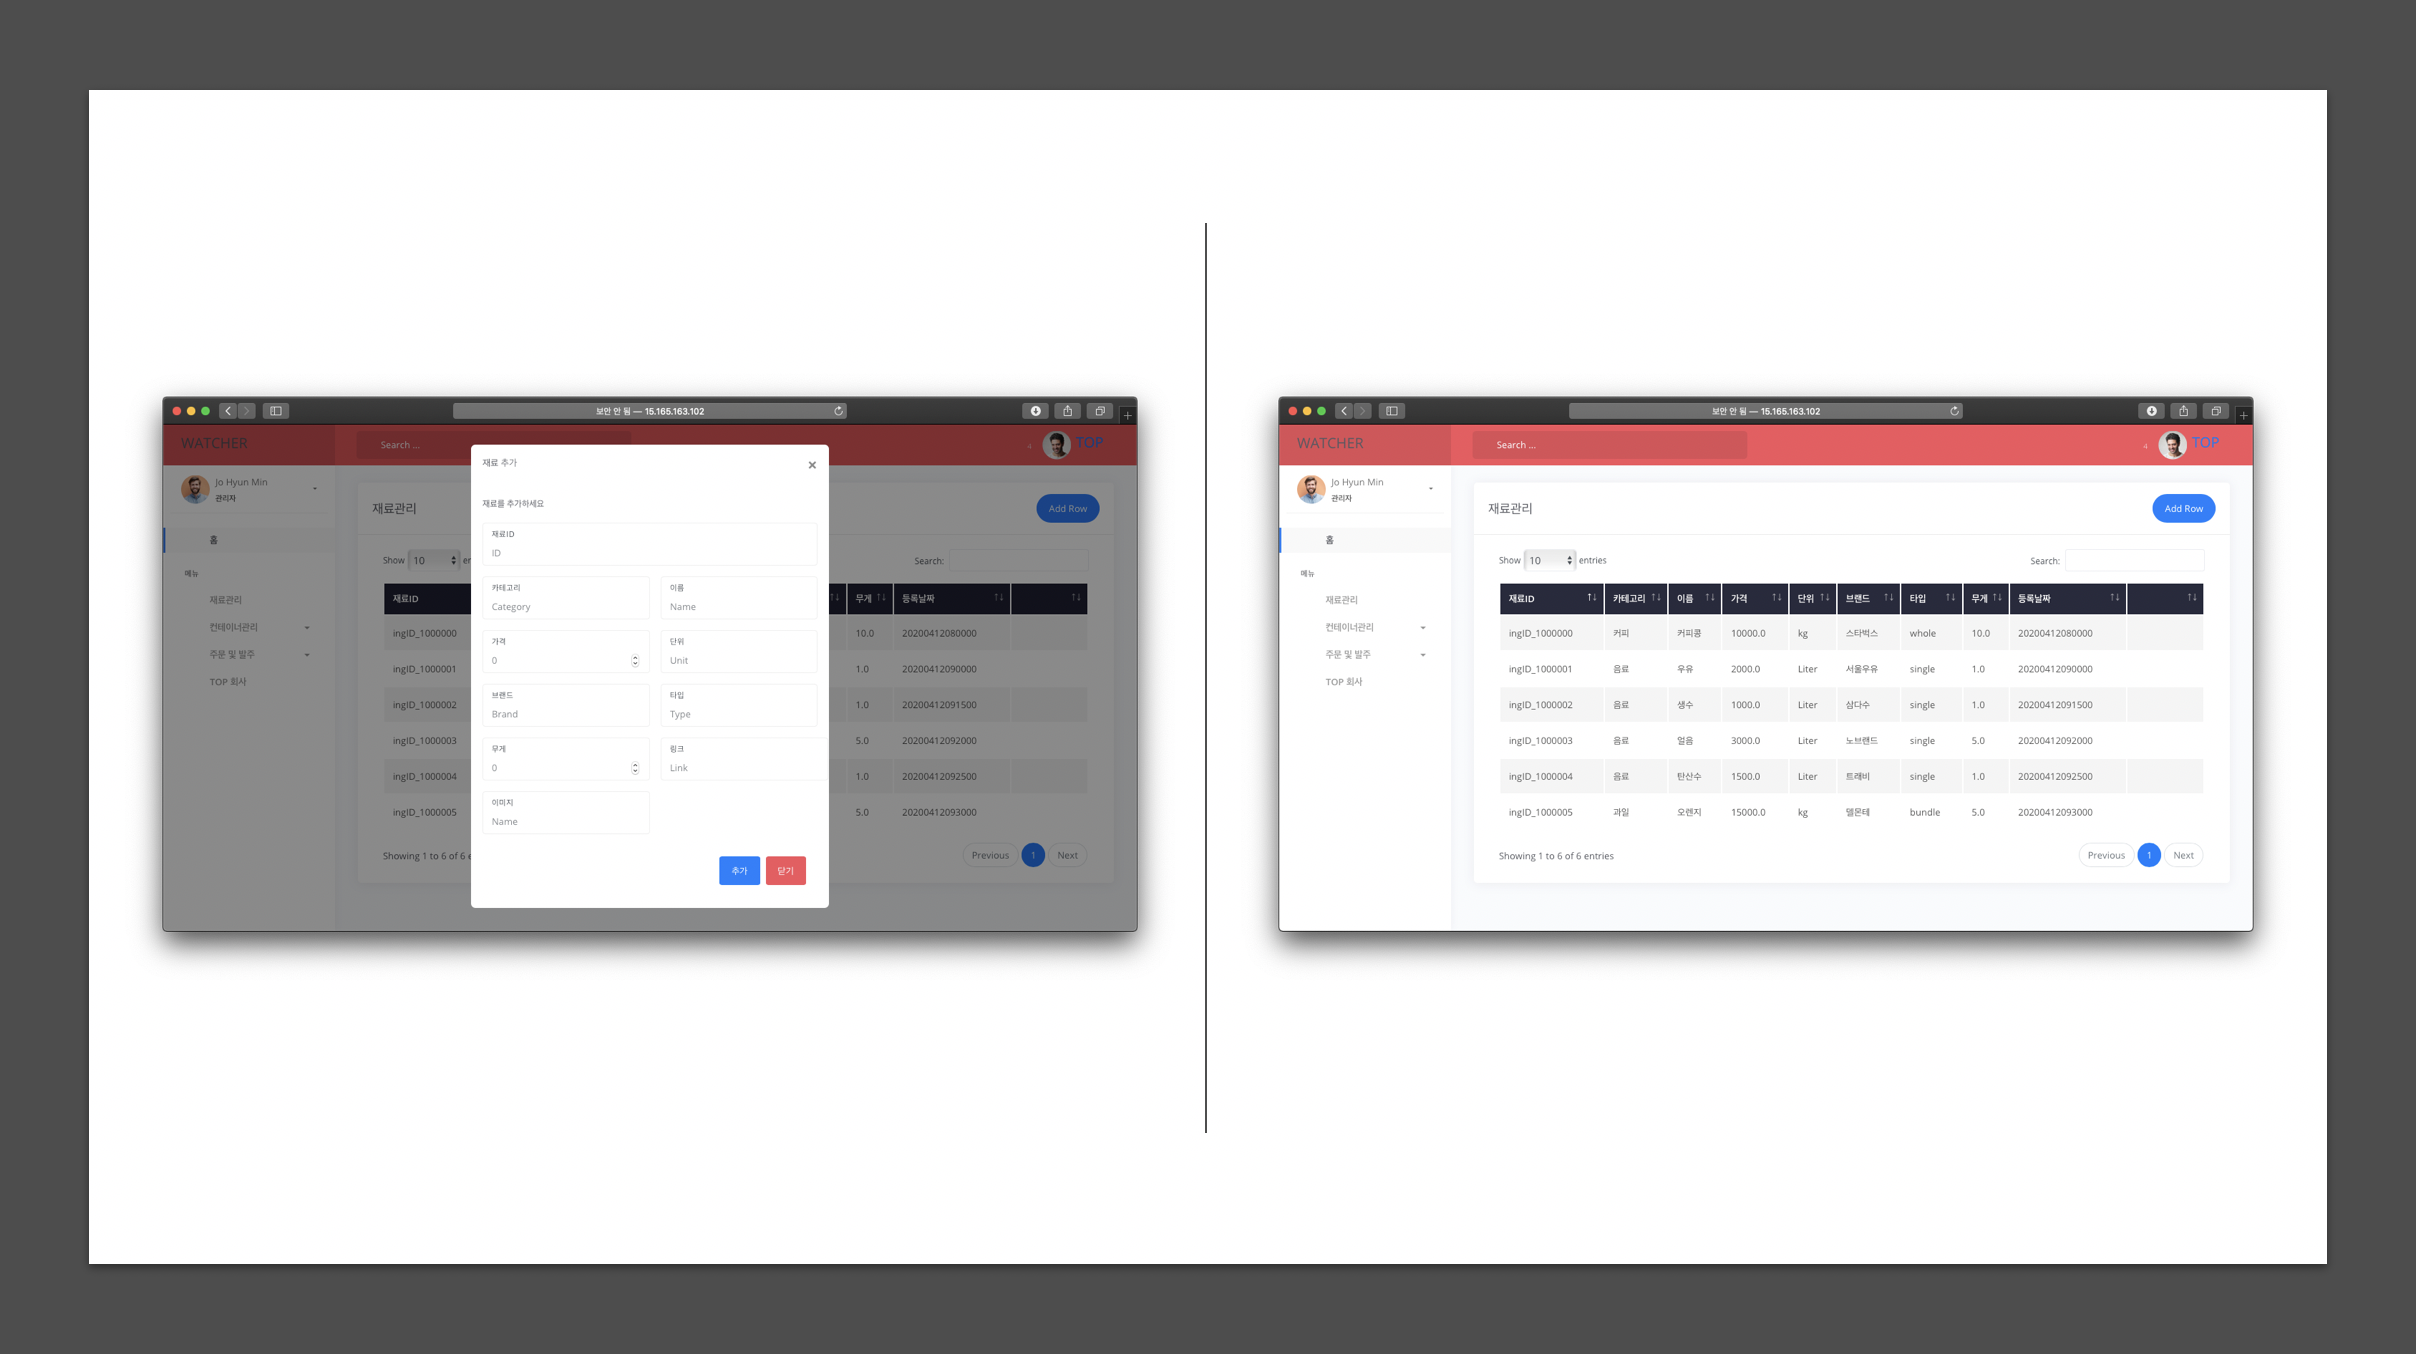 보안 안 됨 — 15.165.163.102
WATCHER
Search ...
TOP
Jo Hyun Min
관리자
홈
메뉴
재료관리
컨테이너관리
주문 및 발주
TOP 회사
재료관리
Add Row
Show 10 en
Search:
재료ID 무게 등록날짜
ingID_1000000 10.0 20200412080000
ingID_1000001 1.0 20200412090000
ingID_1000002 1.0 20200412091500
ingID_1000003 5.0 20200412092000
ingID_1000004 1.0 20200412092500
ingID_1000005 5.0 20200412093000
Showing 1 to 6 of 6 e
Previous 1 Next
재료 추가
×
재료를 추가하세요
재료ID
ID
카테고리 이름
Category Name
가격 단위
0 Unit
브랜드 타입
Brand Type
무게 링크
0 Link
이미지
Name
추가 닫기
보안 안 됨 — 15.165.163.102
WATCHER
Search ...
TOP
Jo Hyun Min
관리자
홈
메뉴
재료관리
컨테이너관리
주문 및 발주
TOP 회사
재료관리
Add Row
Show 10 entries
Search:
재료ID 카테고리 이름 가격 단위 브랜드 타입 무게 등록날짜
ingID_1000000 커피 커피콩 10000.0 kg 스타벅스 whole 10.0 20200412080000
ingID_1000001 음료 우유 2000.0 Liter 서울우유 single 1.0 20200412090000
ingID_1000002 음료 생수 1000.0 Liter 삼다수 single 1.0 20200412091500
ingID_1000003 음료 얼음 3000.0 Liter 노브랜드 single 5.0 20200412092000
ingID_1000004 음료 탄산수 1500.0 Liter 트래비 single 1.0 20200412092500
ingID_1000005 과일 오렌지 15000.0 kg 델몬테 bundle 5.0 20200412093000
Showing 1 to 6 of 6 entries
Previous 1 Next